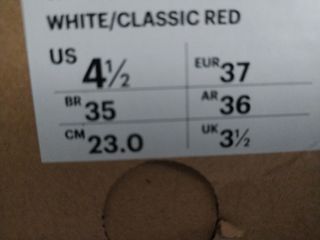 WHITE/CLASSIC RED
US 4½ EUR 37
BR 35 AR 36
CM 23.0 UK 3½